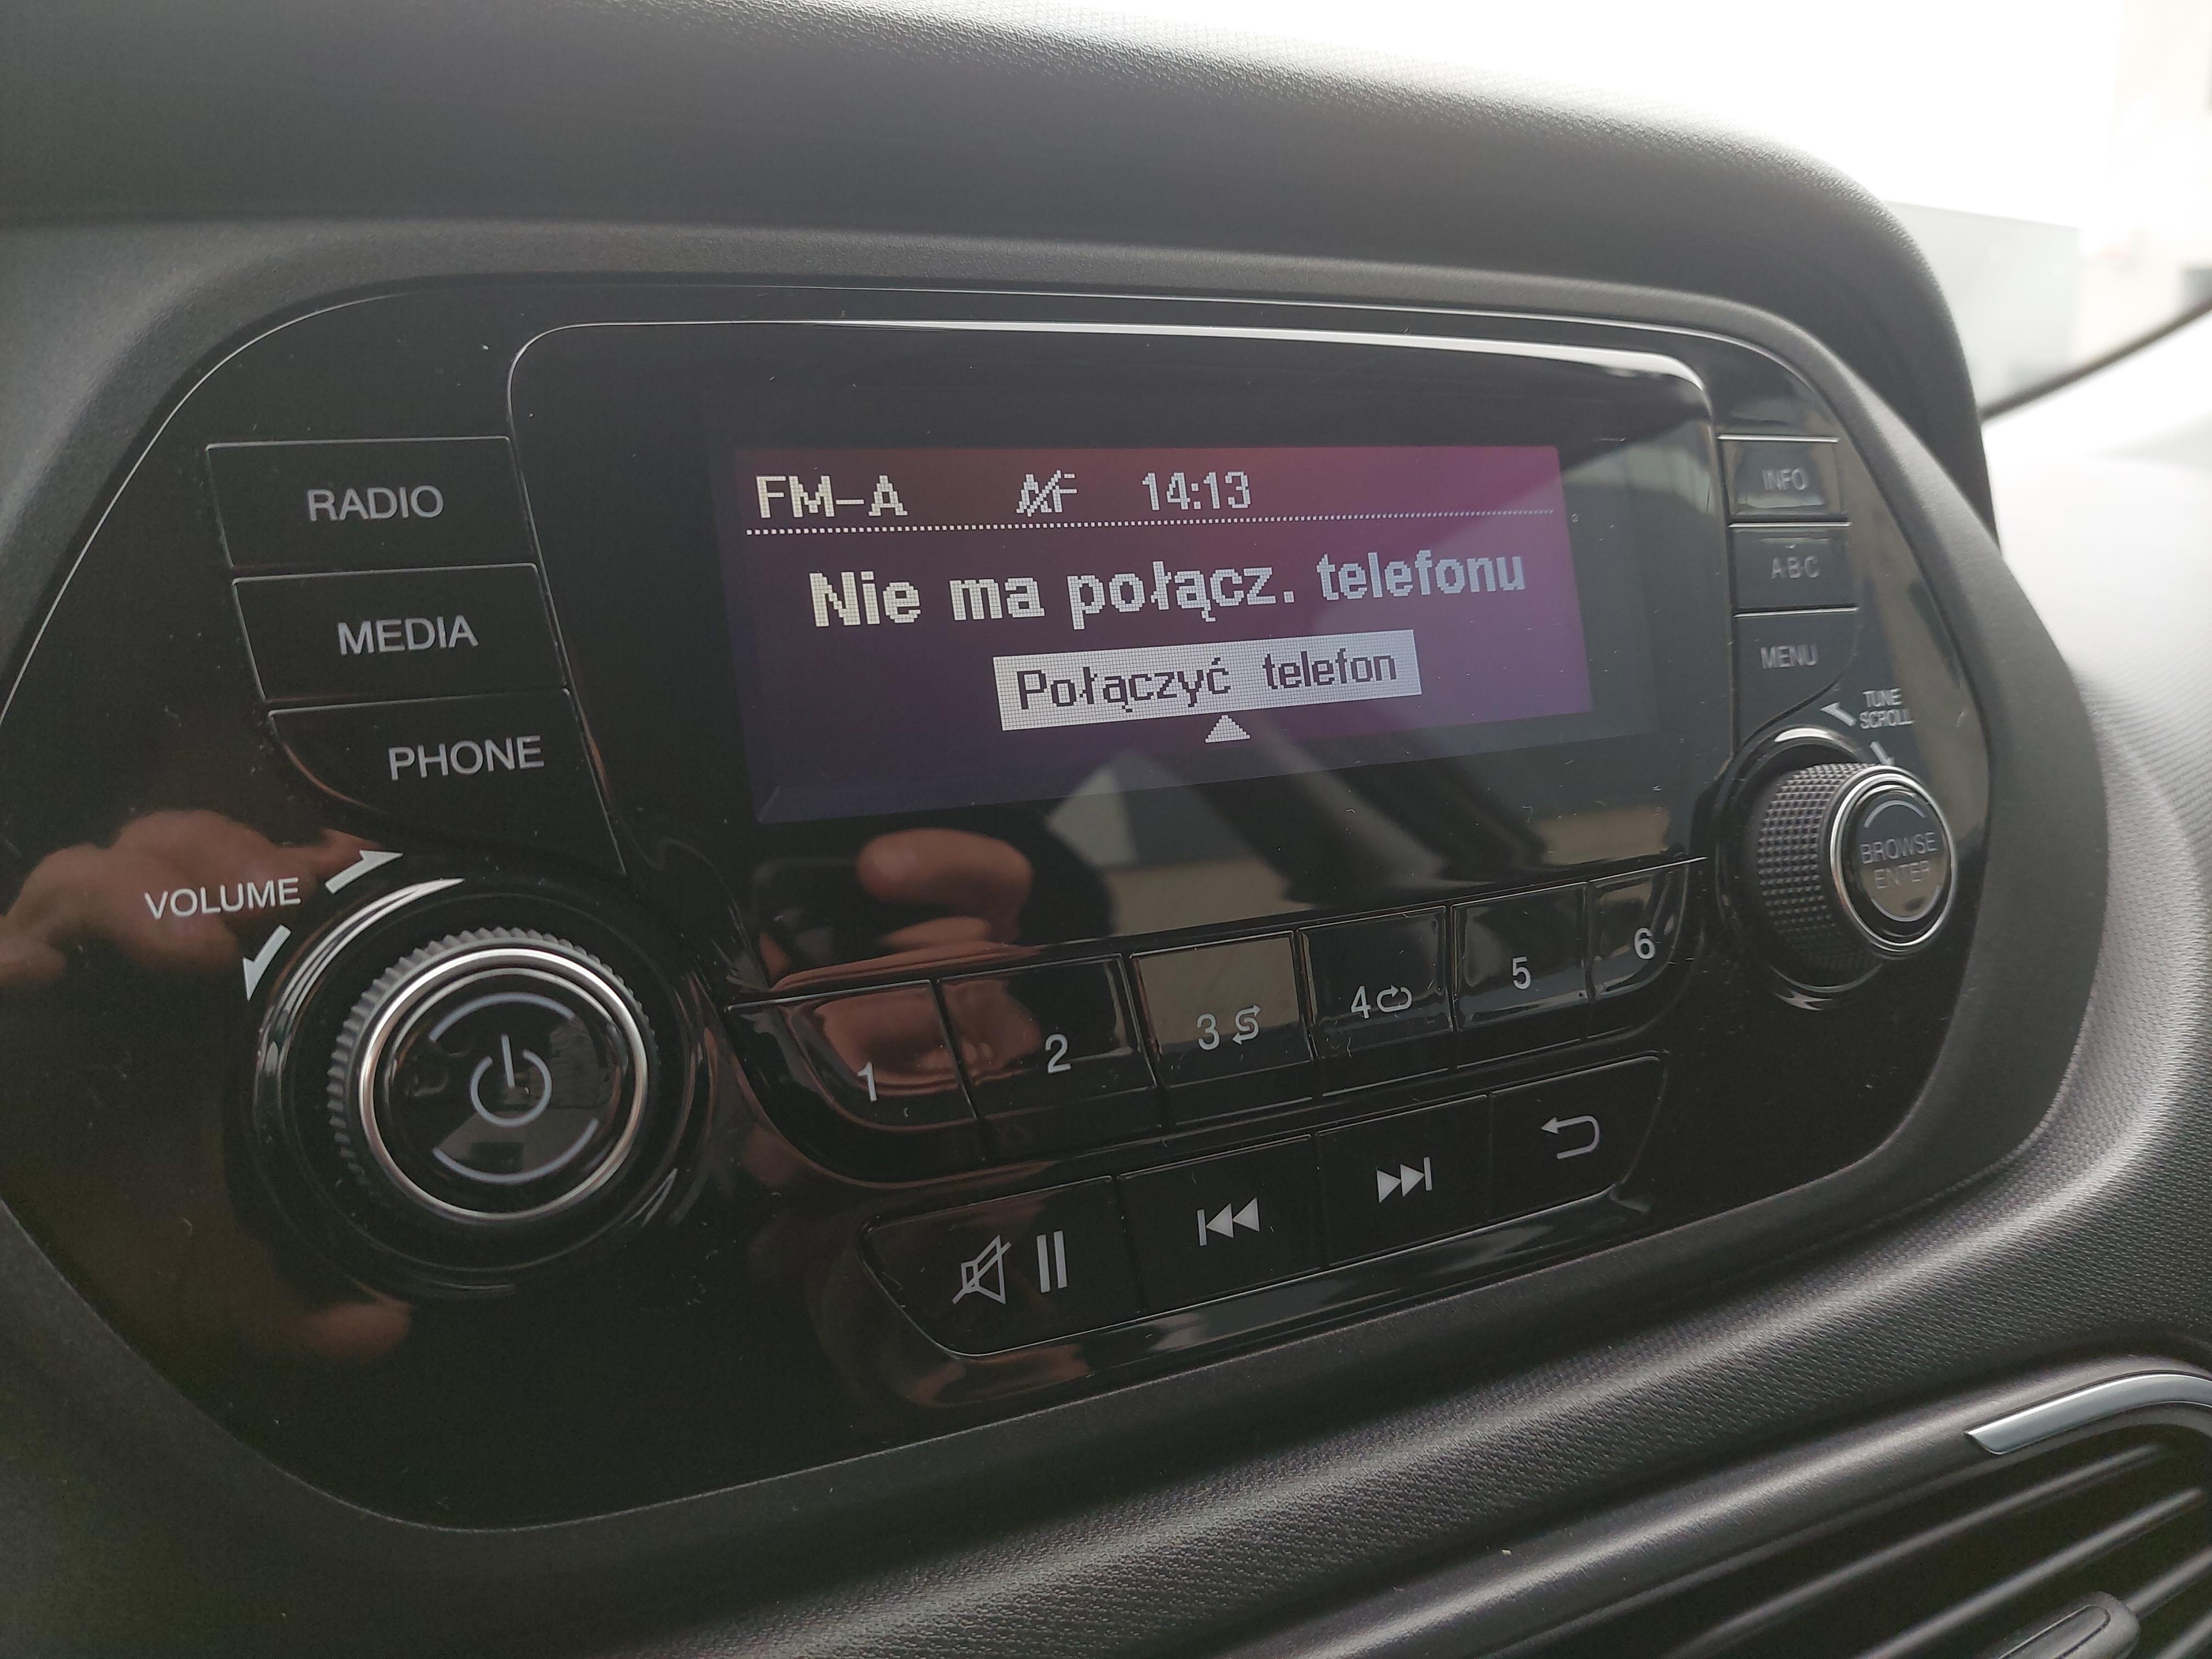 RADIO
MEDIA
PHONE
VOLUME
FM-A AF 14:13
Nie ma połącz. telefonu
Połączyć telefon
INFO
ABC
MENU
TUNE
SCROLL
BROWSE
ENTER
1 2 3 4 5 6